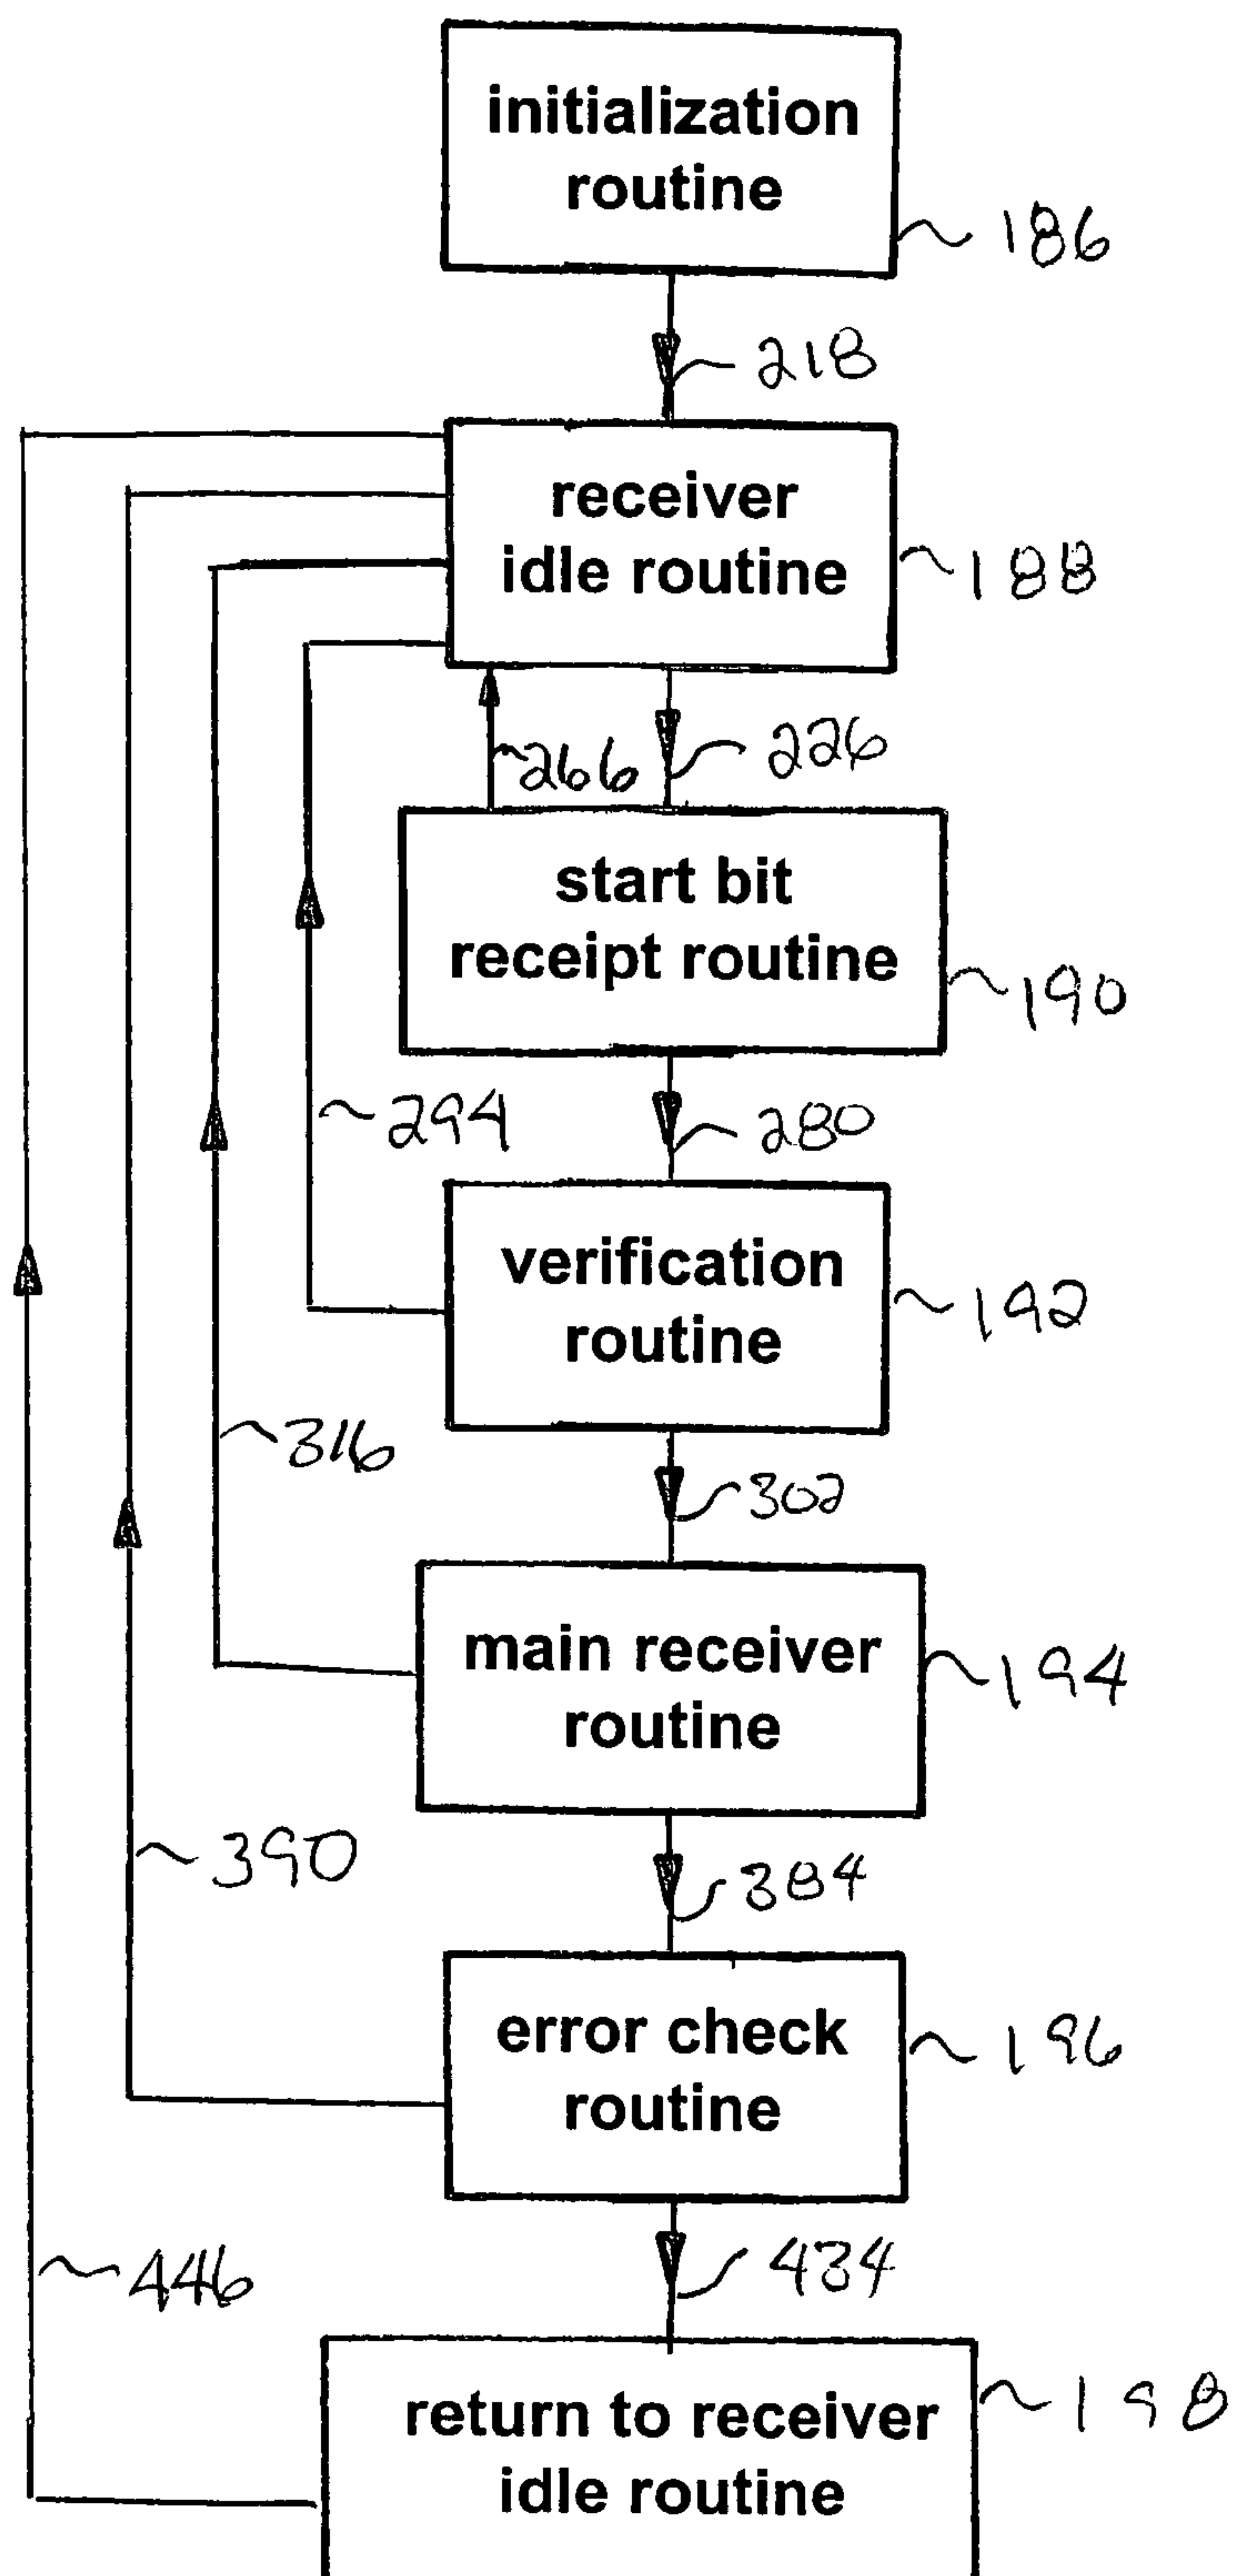 initialization
routine
186
218
receiver
idle routine
188
266
226
start bit
receipt routine
190
294
280
verification
routine
192
316
302
main receiver
routine
194
390
384
error check
routine
196
446
434
return to receiver
idle routine
198